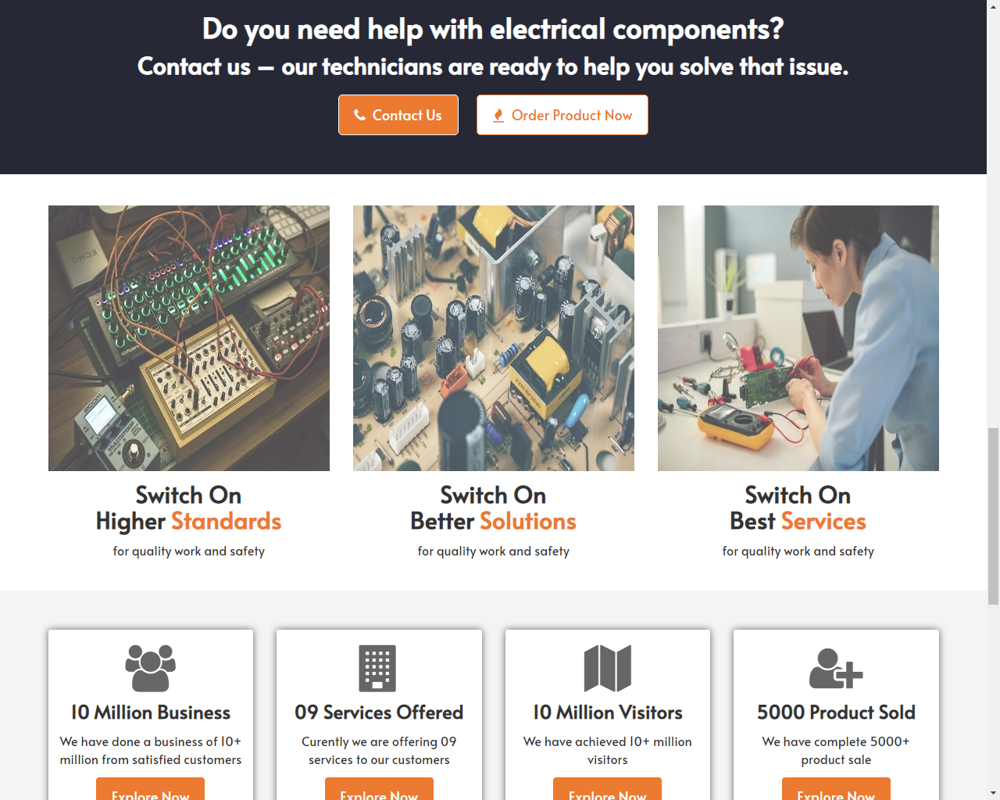 Do you need help with electrical components?
Contact us – our technicians are ready to help you solve that issue.
Contact Us
Order Product Now
ECHO
Roland
ZOOM
Switch On
Higher Standards
for quality work and safety
Switch On
Better Solutions
for quality work and safety
Switch On
Best Services
for quality work and safety
10 Million Business
We have done a business of 10+
million from satisfied customers
Explore Now
09 Services Offered
Curently we are offering 09
services to our customers
Explore Now
10 Million Visitors
We have achieved 10+ million
visitors
Explore Now
5000 Product Sold
We have complete 5000+
product sale
Explore Now